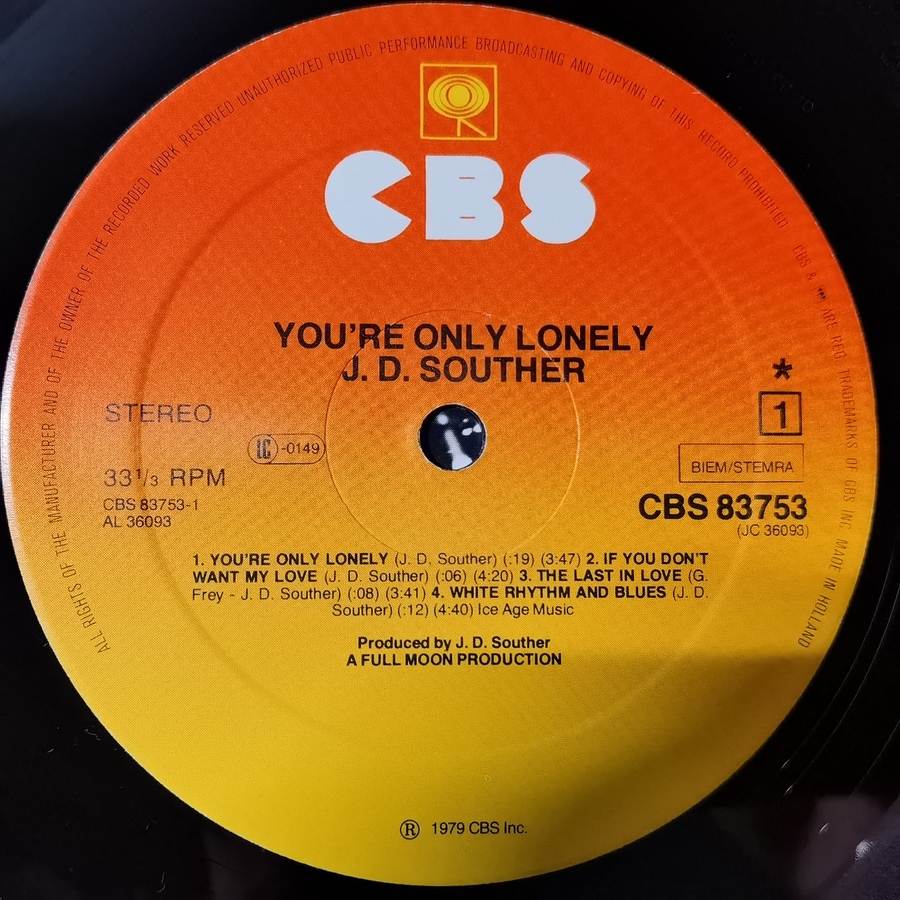 ALL RIGHTS OF THE MANUFACTURER AND OF THE OWNER OF THE RECORDED WORK RESERVED UNAUTHORIZED PUBLIC PERFORMANCE BROADCASTING AND COPYING OF THIS RECORD PROHIBITED
CBS & ARE REG. TRADEMARKS OF CBS INC. MADE IN HOLLAND
CBS
YOU'RE ONLY LONELY
J. D. SOUTHER
*
STEREO
1
LC -0149
BIEM/STEMRA
33 1/3 RPM
CBS 83753-1
CBS 83753
AL 36093
(JC 36093)
1. YOU'RE ONLY LONELY (J. D. Souther) (:19) (3:47) 2. IF YOU DON'T
WANT MY LOVE (J. D. Souther) (:06) (4:20) 3. THE LAST IN LOVE (G.
Frey - J. D. Souther) (:08) (3:41) 4. WHITE RHYTHM AND BLUES (J. D.
Souther) (:12) (4:40) Ice Age Music
Produced by J. D. Souther
A FULL MOON PRODUCTION
® 1979 CBS Inc.